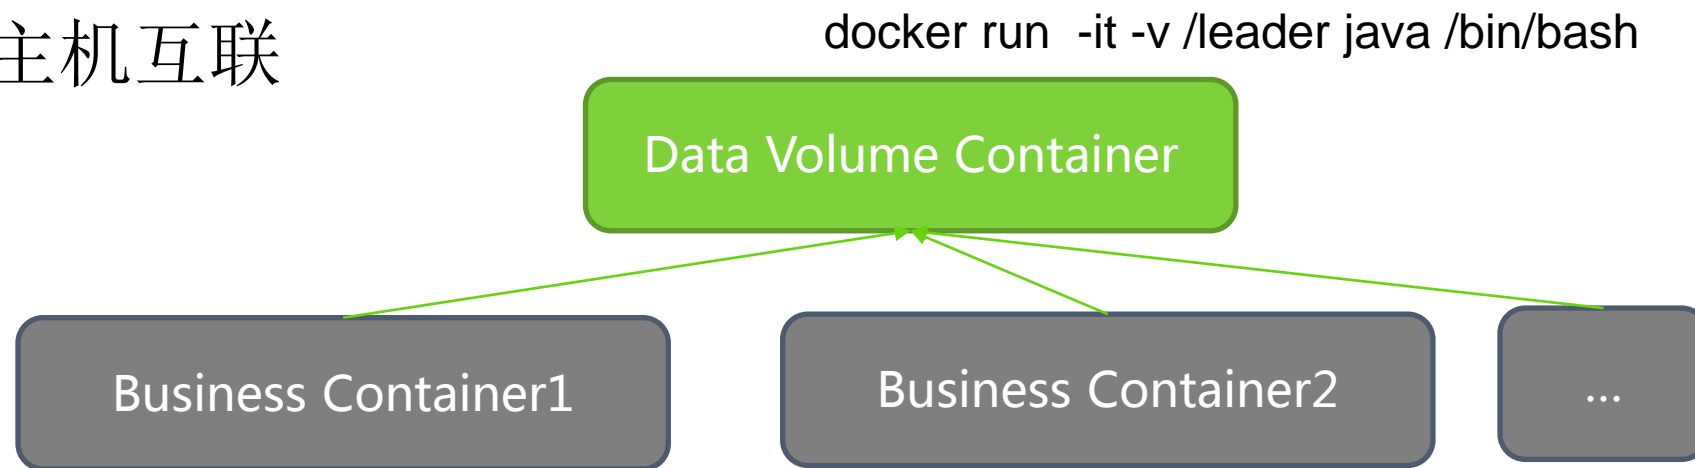 主机互联
docker run -it -v /leader java /bin/bash
Data Volume Container
Business Container1
Business Container2
...